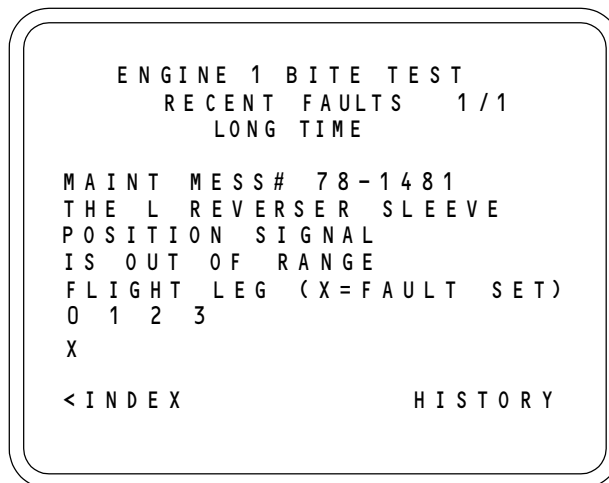 ENGINE 1 BITE TEST
RECENT FAULTS 1/1
LONG TIME
MAINT MESS# 78-1481
THE L REVERSER SLEEVE
POSITION SIGNAL
IS OUT OF RANGE
FLIGHT LEG (X=FAULT SET)
0 1 2 3
X
<INDEX HISTORY